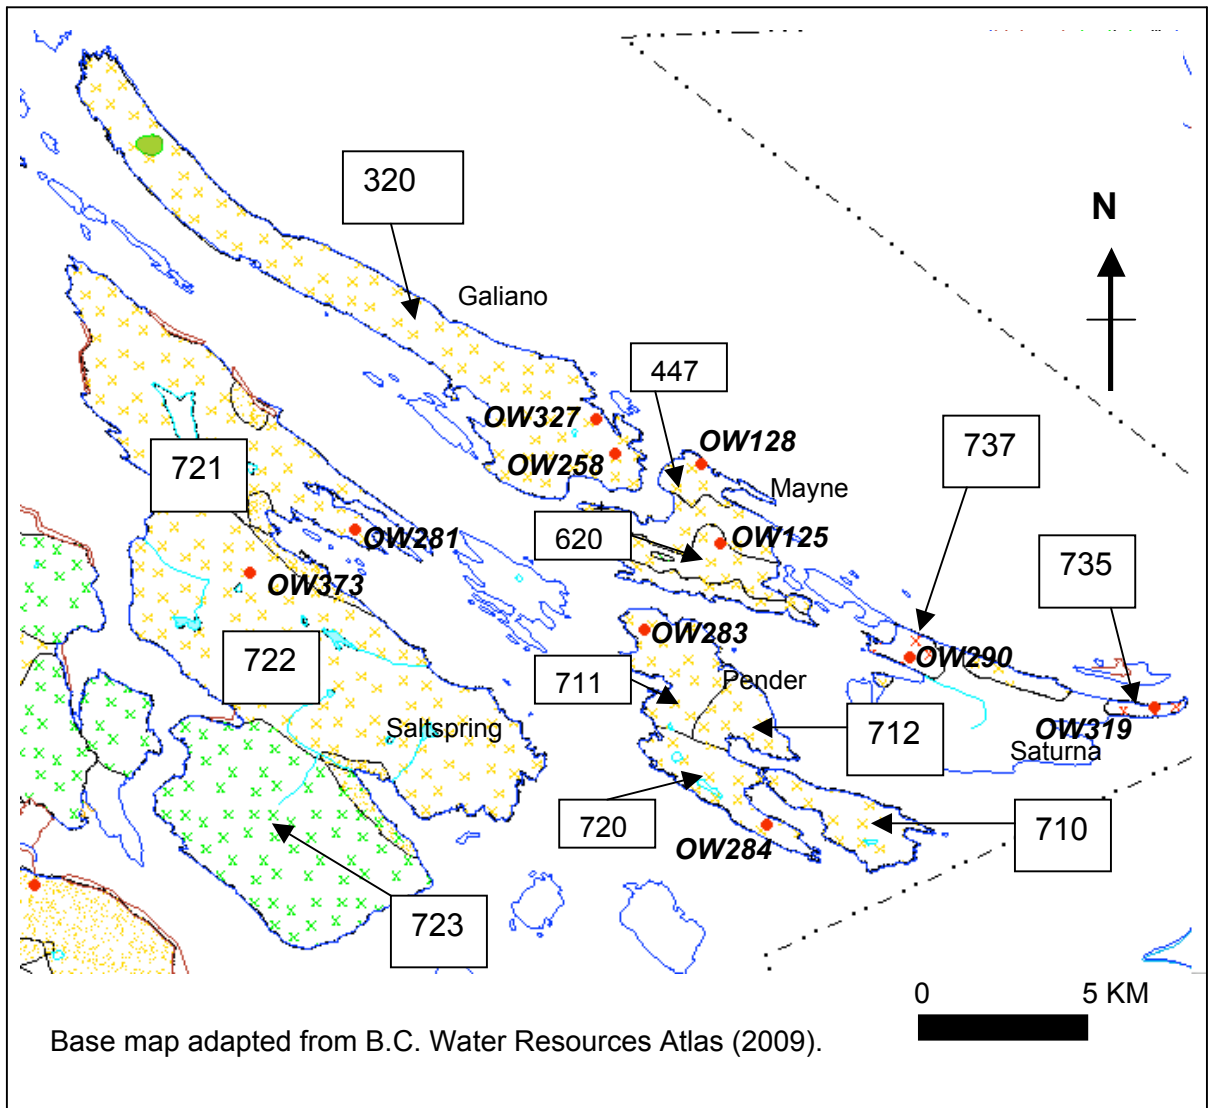 320
N
Galiano
447
OW327
OW128
737
721
OW258
Mayne
620
OW125
OW281
735
OW373
OW283
722
OW290
711
Pender
Saltspring
712
OW319
Saturna
720
710
OW284
723
0 5 KM
Base map adapted from B.C. Water Resources Atlas (2009).